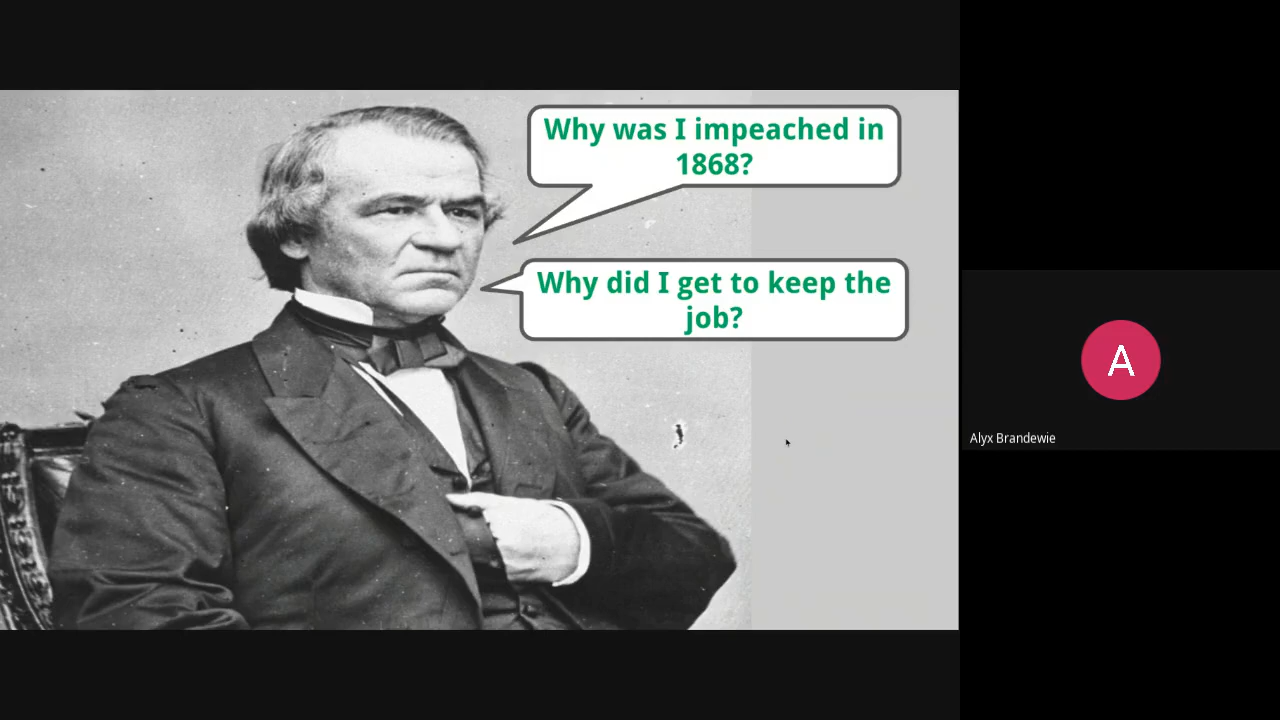 Why was I impeached in
1868?
Why did I get to keep the
job?
A
Alyx Brandewie